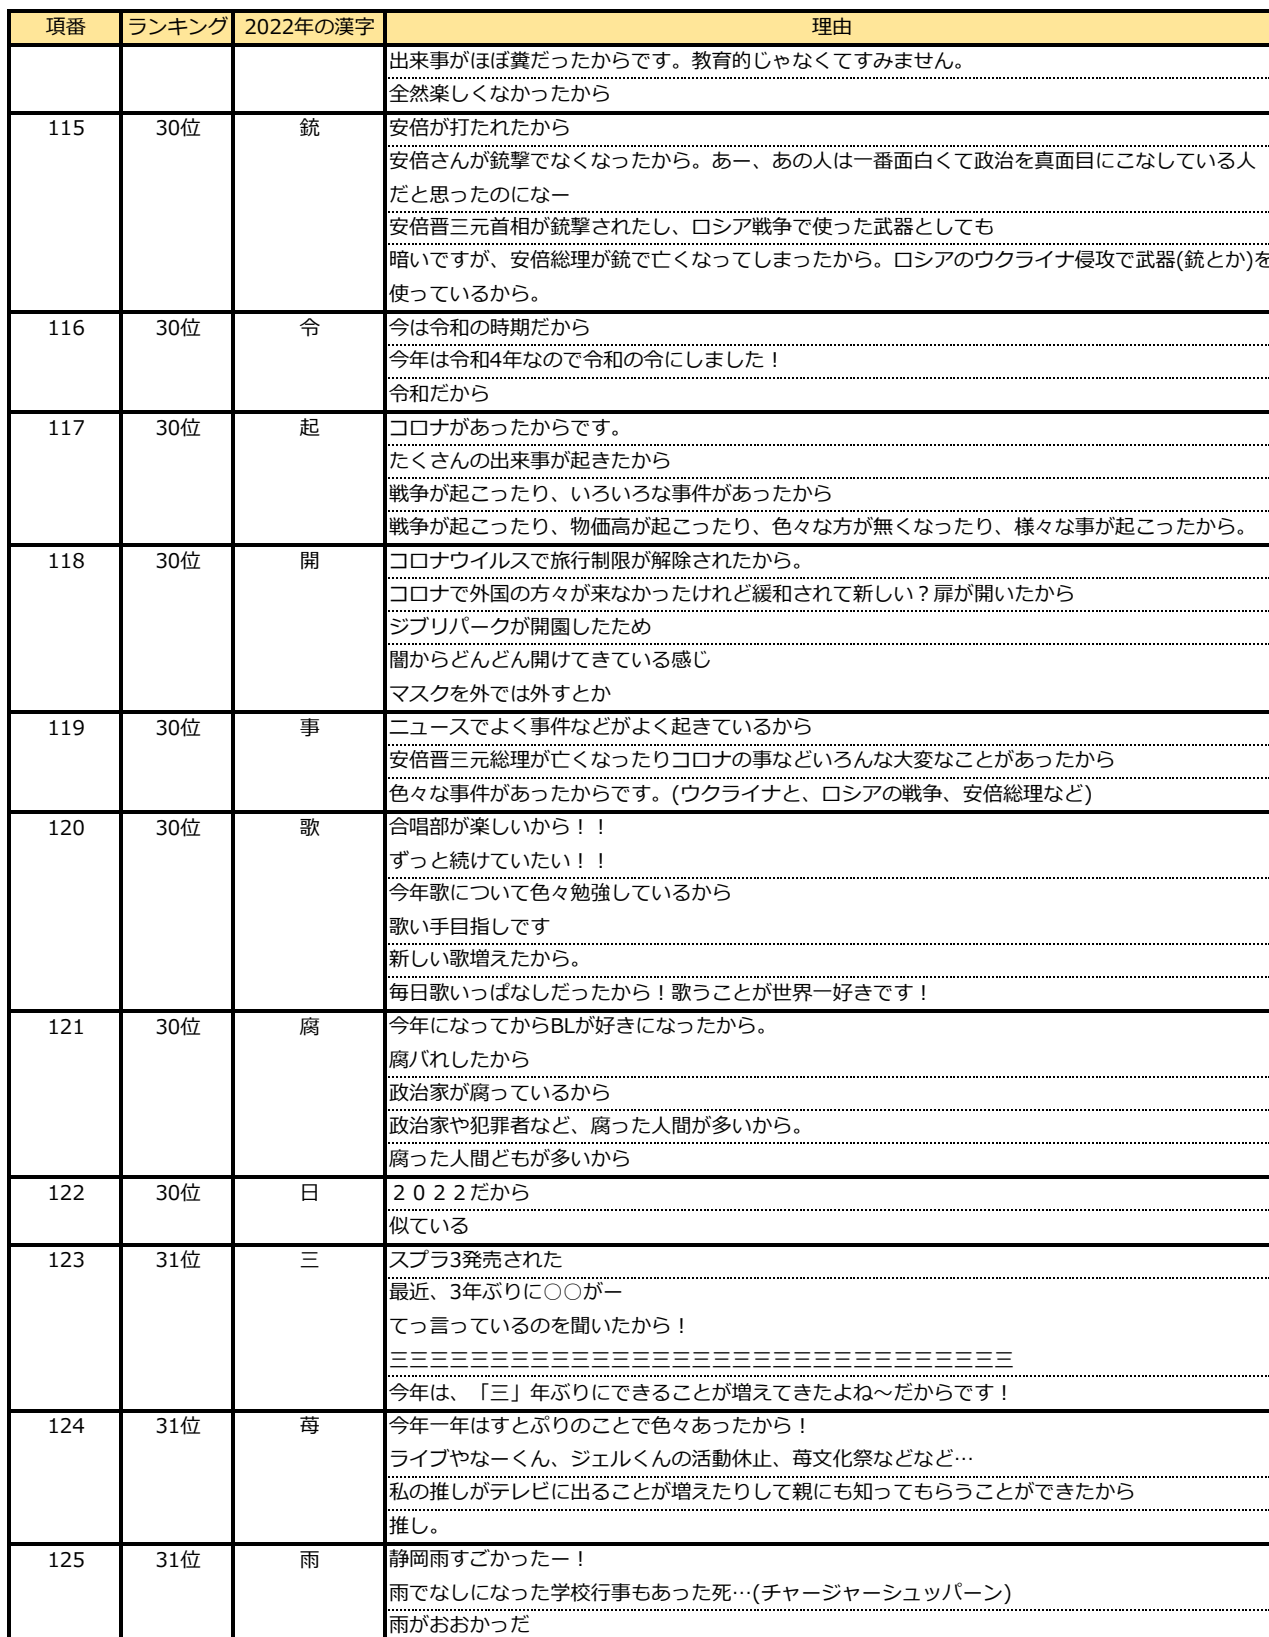 項番 ランキング 2022年の漢字 理由
出来事がほぼ糞だったからです。教育的じゃなくてすみません。
全然楽しくなかったから
115 30位 銃 安倍が打たれたから
安倍さんが銃撃でなくなったから。あー、あの人は一番面白くて政治を真面目にこなしている人
だと思ったのになー
安倍晋三元首相が銃撃されたし、ロシア戦争で使った武器としても
暗いですが、安倍総理が銃で亡くなってしまったから。ロシアのウクライナ侵攻で武器(銃とか)を
使っているから。
116 30位 令 今は令和の時期だから
今年は令和4年なので令和の令にしました！
令和だから
117 30位 起 コロナがあったからです。
たくさんの出来事が起きたから
戦争が起こったり、いろいろな事件があったから
戦争が起こったり、物価高が起こったり、色々な方が無くなったり、様々な事が起こったから。
118 30位 開 コロナウイルスで旅行制限が解除されたから。
コロナで外国の方々が来なかったけれど緩和されて新しい？扉が開いたから
ジブリパークが開園したため
闇からどんどん開けてきている感じ
マスクを外では外すとか
119 30位 事 ニュースでよく事件などがよく起きているから
安倍晋三元総理が亡くなったりコロナの事などいろんな大変なことがあったから
色々な事件があったからです。(ウクライナと、ロシアの戦争、安倍総理など)
120 30位 歌 合唱部が楽しいから！！
ずっと続けていたい！！
今年歌について色々勉強しているから
歌い手目指しです
新しい歌増えたから。
毎日歌いっぱなしだったから！歌うことが世界一好きです！
121 30位 腐 今年になってからBLが好きになったから。
腐バれしたから
政治家が腐っているから
政治家や犯罪者など、腐った人間が多いから。
腐った人間どもが多いから
122 30位 日 ２０２２だから
似ている
123 31位 三 スプラ3発売された
最近、3年ぶりに○○がー
てっ言っているのを聞いたから！
三三三三三三三三三三三三三三三三三三三三三三三三三三三三三三三
今年は、「三」年ぶりにできることが増えてきたよね～だからです！
124 31位 苺 今年一年はすとぷりのことで色々あったから！
ライブやなーくん、ジェルくんの活動休止、苺文化祭などなど…
私の推しがテレビに出ることが増えたりして親にも知ってもらうことができたから
推し。
125 31位 雨 静岡雨すごかったー！
雨でなしになった学校行事もあった死…(チャージャーシュッパーン)
雨がおおかっだ